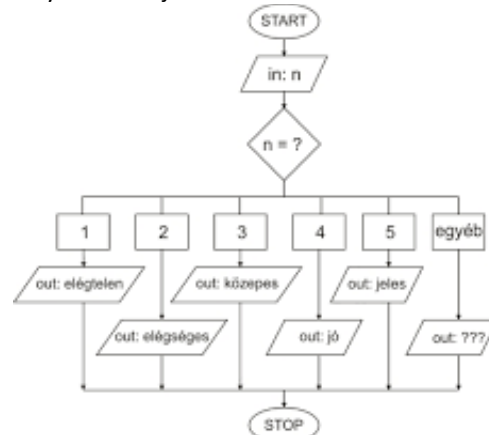 START
in: n
n = ?
1
2
3
4
5
egyéb
out: elégtelen
out: közepes
out: jeles
out: elégséges
out: jó
out: ???
STOP